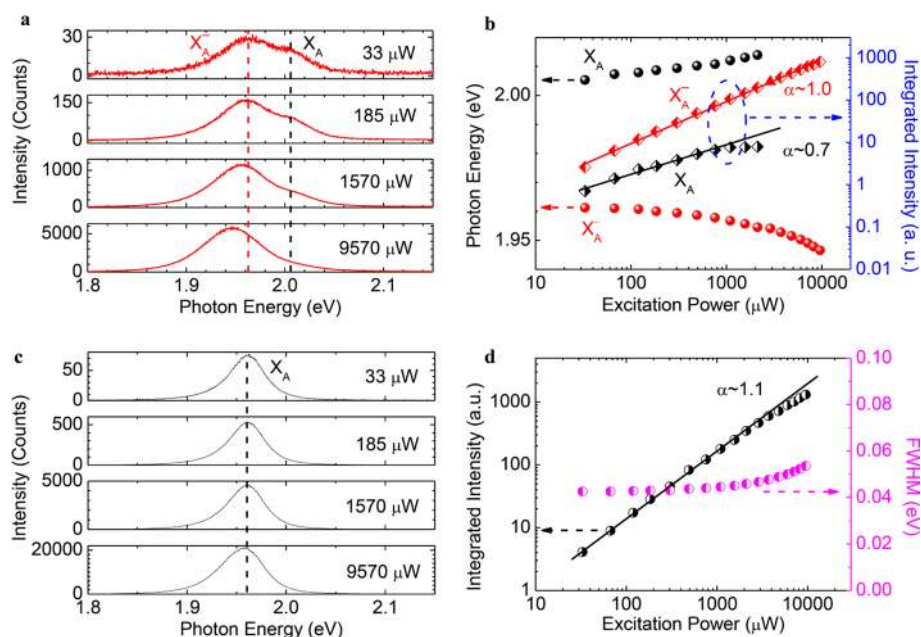 a
30
0
X_A^-
X_A
33 μW
150
0
185 μW
1000
0
1570 μW
5000
0
9570 μW
1.8
1.9
2.0
2.1
Photon Energy (eV)
Intensity (Counts)
b
2.00
1.95
Photon Energy (eV)
X_A
X_A^-
α~1.0
X_A
α~0.7
X_A^-
1000
100
10
1
0.1
0.01
Integrated Intensity (a. u.)
10
100
1000
10000
Excitation Power (μW)
c
50
0
X_A
33 μW
500
0
185 μW
5000
0
1570 μW
20000
0
9570 μW
1.8
1.9
2.0
2.1
Photon Energy (eV)
Intensity (Counts)
d
1000
100
10
1
Integrated Intensity (a.u.)
α~1.1
0.10
0.08
0.06
0.04
0.02
0.00
FWHM (eV)
10
100
1000
10000
Excitation Power (μW)